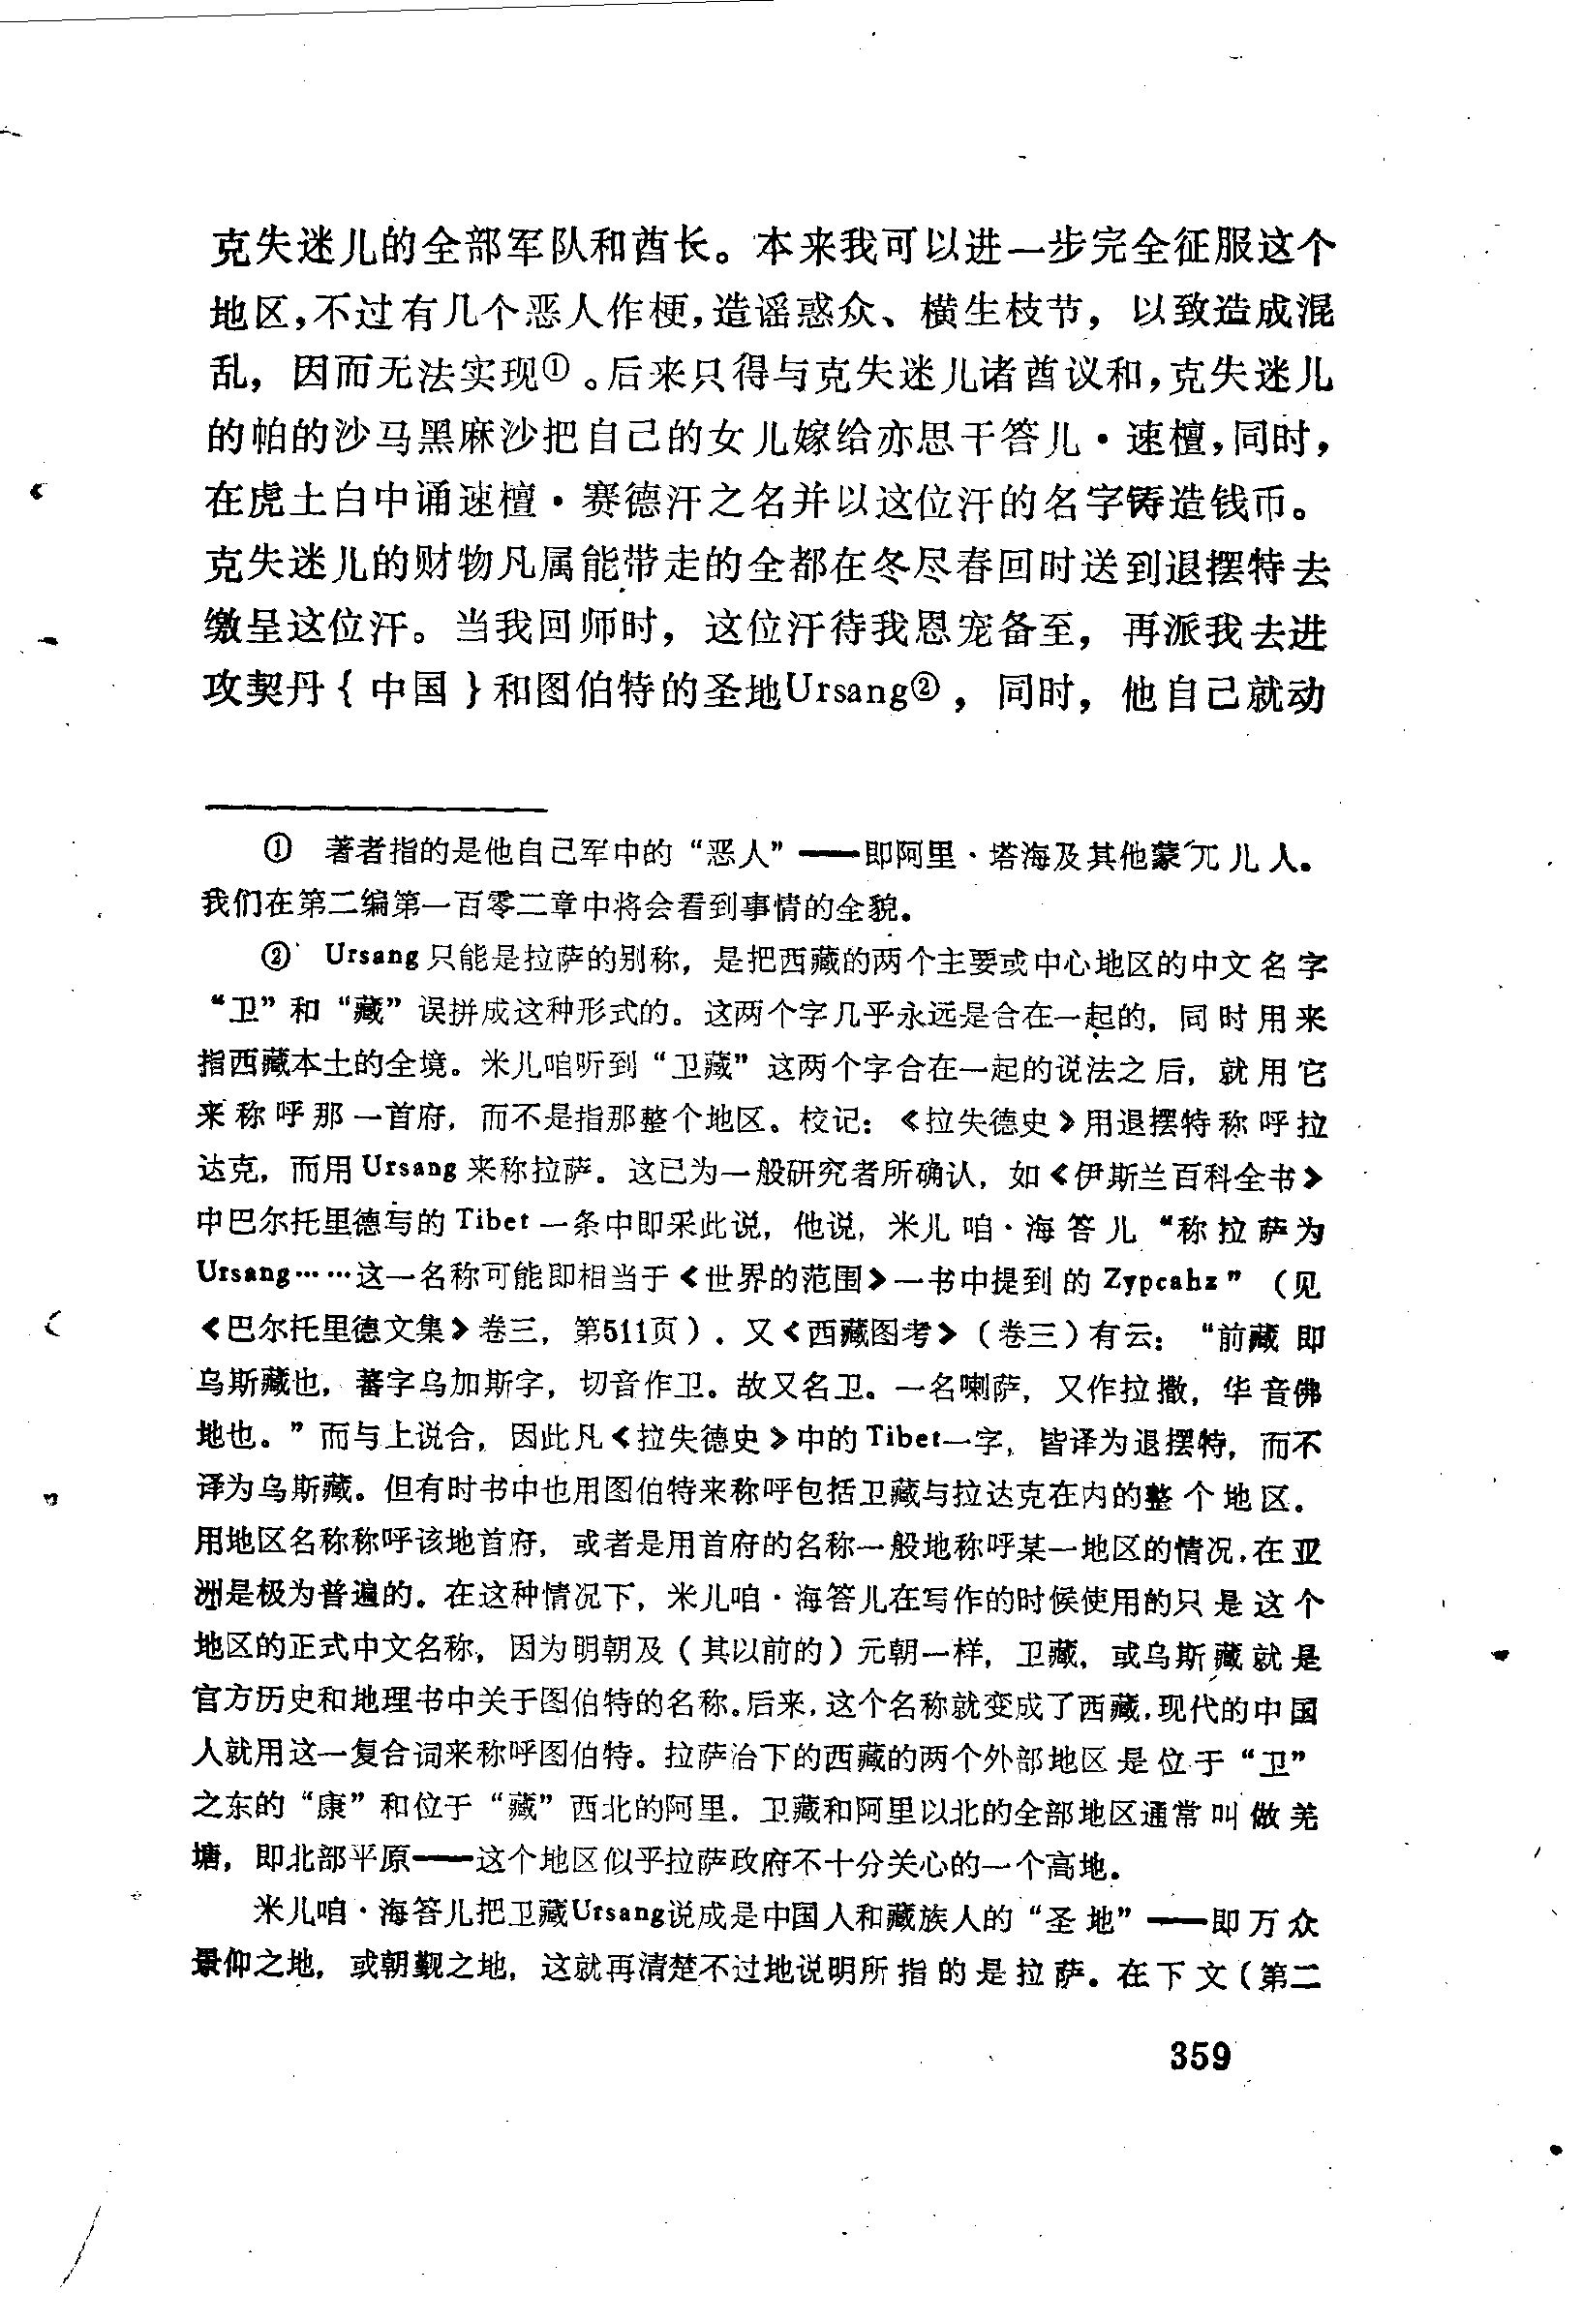 克失迷儿的全部军队和酋长。本来我可以进一步完全征服这个
地区，不过有几个恶人作梗，造谣惑众、横生枝节，以致造成混
乱，因而无法实现①。后来只得与克失迷儿诸酋议和，克失迷儿
的帕的沙马黑麻沙把自己的女儿嫁给亦思干答儿·速檀，同时，
在虎土白中诵速檀·赛德汗之名并以这位汗的名字铸造钱币。
克失迷儿的财物凡属能带走的全都在冬尽春回时送到退摆特去
缴呈这位汗。当我回师时，这位汗待我恩宠备至，再派我去进
攻契丹{中国}和图伯特的圣地Ursang②，同时，他自己就动
① 著者指的是他自己军中的“恶人”——即阿里·塔海及其他蒙兀儿人。
我们在第二编第一百零二章中将会看到事情的全貌。
② Ursang只能是拉萨的别称，是把西藏的两个主要或中心地区的中文名字
“卫”和“藏”误拼成这种形式的。这两个字几乎永远是合在一起的，同时用来
指西藏本土的全境。米儿咱听到“卫藏”这两个字合在一起的说法之后，就用它
来称呼那一首府，而不是指那整个地区。校记：《拉失德史》用退摆特称呼拉
达克，而用Ursang来称拉萨。这已为一般研究者所确认，如《伊斯兰百科全书》
中巴尔托里德写的Tibet一条中即采此说，他说，米儿咱·海答儿“称拉萨为
Ursang……这一名称可能即相当于《世界的范围》一书中提到的Zypcahz”（见
《巴尔托里德文集》卷三，第511页）．又《西藏图考》（卷三）有云：“前藏即
乌斯藏也，蕃字乌加斯字，切音作卫。故又名卫。一名喇萨，又作拉撒，华音佛
地也。”而与上说合，因此凡《拉失德史》中的Tibet一字，皆译为退摆特，而不
译为乌斯藏。但有时书中也用图伯特来称呼包括卫藏与拉达克在内的整个地区．
用地区名称称呼该地首府，或者是用首府的名称一般地称呼某一地区的情况，在亚
洲是极为普遍的。在这种情况下，米儿咱·海答儿在写作的时候使用的只是这个
地区的正式中文名称，因为明朝及（其以前的）元朝一样，卫藏，或乌斯藏就是
官方历史和地理书中关于图伯特的名称。后来，这个名称就变成了西藏，现代的中国
人就用这一复合词来称呼图伯特。拉萨治下的西藏的两个外部地区是位于“卫”
之东的“康”和位于“藏”西北的阿里．卫藏和阿里以北的全部地区通常叫做羌
塘，即北部平原——这个地区似乎拉萨政府不十分关心的一个高地。
米儿咱·海答儿把卫藏Ursang说成是中国人和藏族人的“圣地”——即万众
景仰之地，或朝觐之地，这就再清楚不过地说明所指的是拉萨。在下文（第二
359